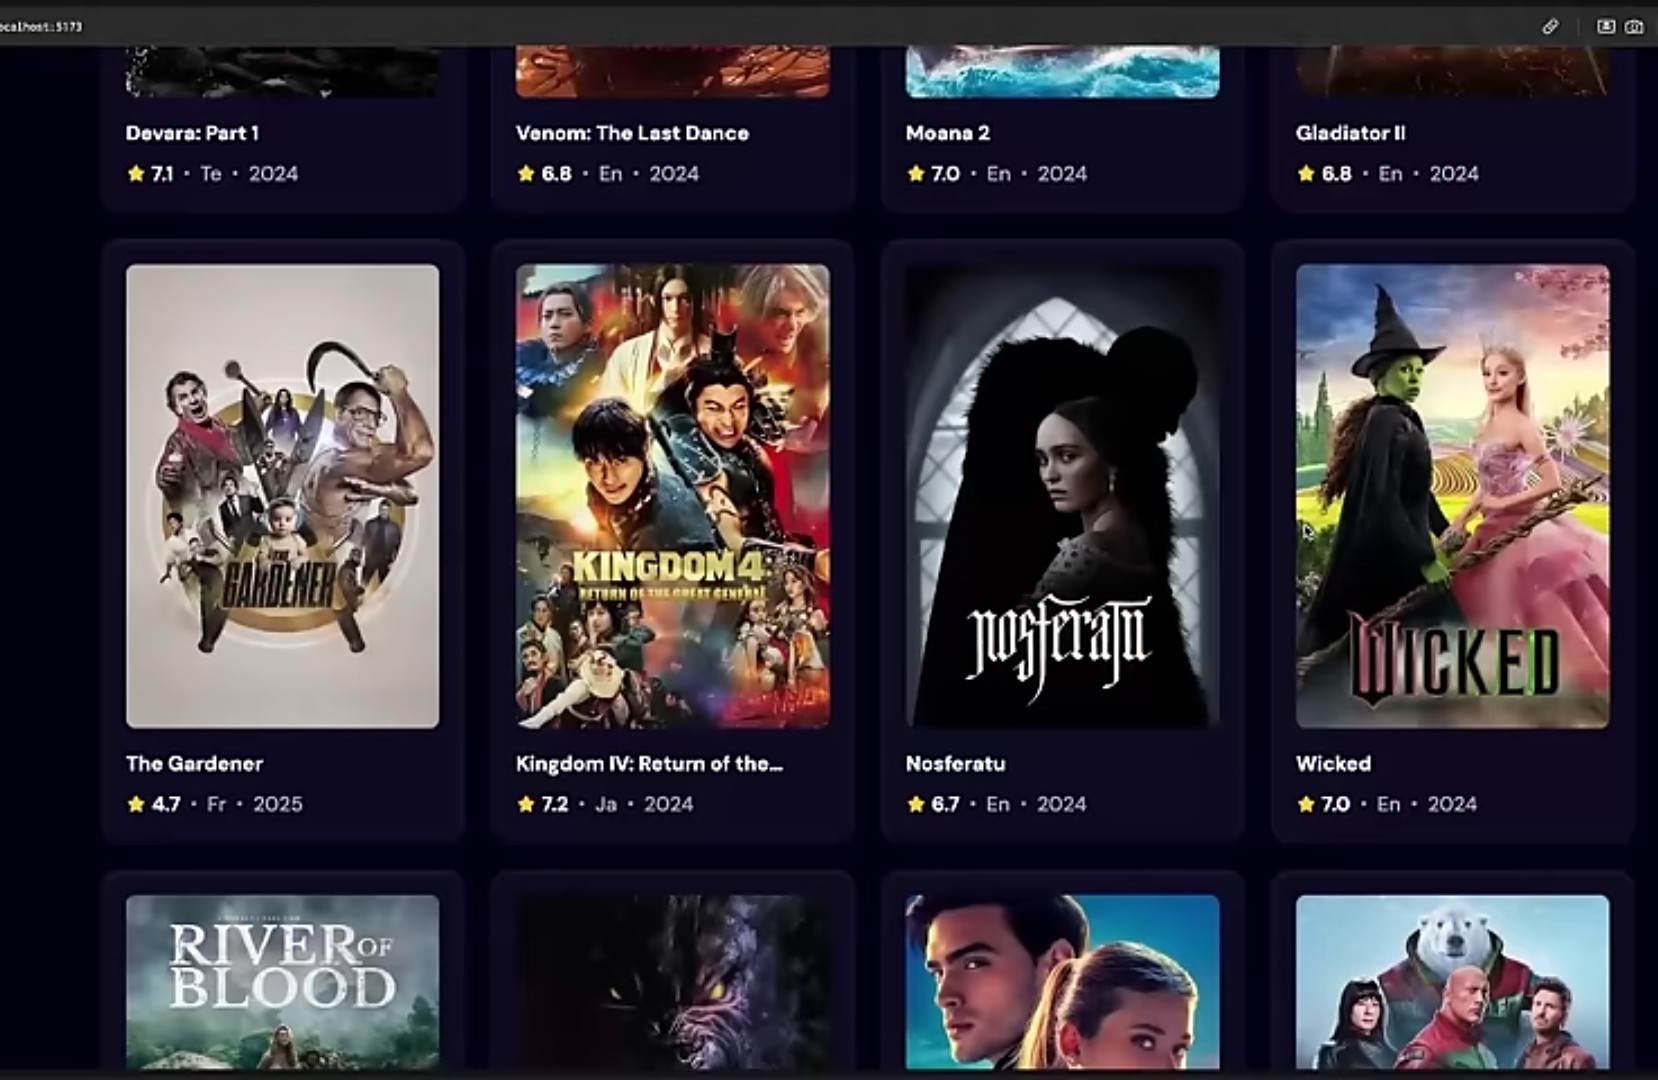 ocalhost:5173
Devara: Part 1
Venom: The Last Dance
Moana 2
Gladiator II
7.1 • Te • 2024
6.8 • En • 2024
7.0 • En • 2024
6.8 • En • 2024
THE
GARDENER
KINGDOM 4
RETURN OF THE GREAT GENERAL
nosferatu
WICKED
The Gardener
Kingdom IV: Return of the...
Nosferatu
Wicked
4.7 • Fr • 2025
7.2 • Ja • 2024
6.7 • En • 2024
7.0 • En • 2024
RIVER OF
BLOOD